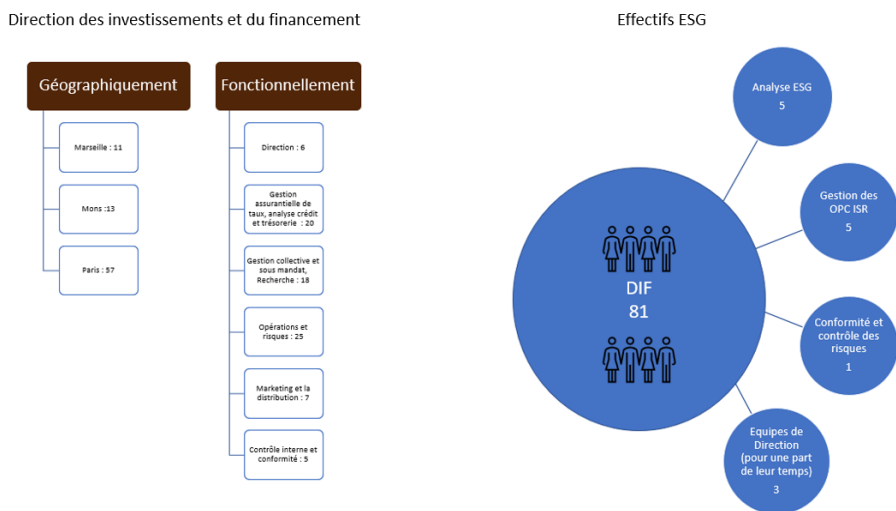 Direction des investissements et du financement
Géographiquement
Marseille : 11
Mons :13
Paris : 57
Fonctionnellement
Direction : 6
Gestion
assurantielle de
taux, analyse crédit
et trésorerie : 20
Gestion collective et
sous mandat,
Recherche : 18
Opérations et
risques : 25
Marketing et la
distribution : 7
Contrôle interne et
conformité : 5
Effectifs ESG
DIF
81
Analyse ESG
5
Gestion des
OPC ISR
5
Conformité et
contrôle des
risques
1
Equipes de
Direction
(pour une part
de leur temps)
3